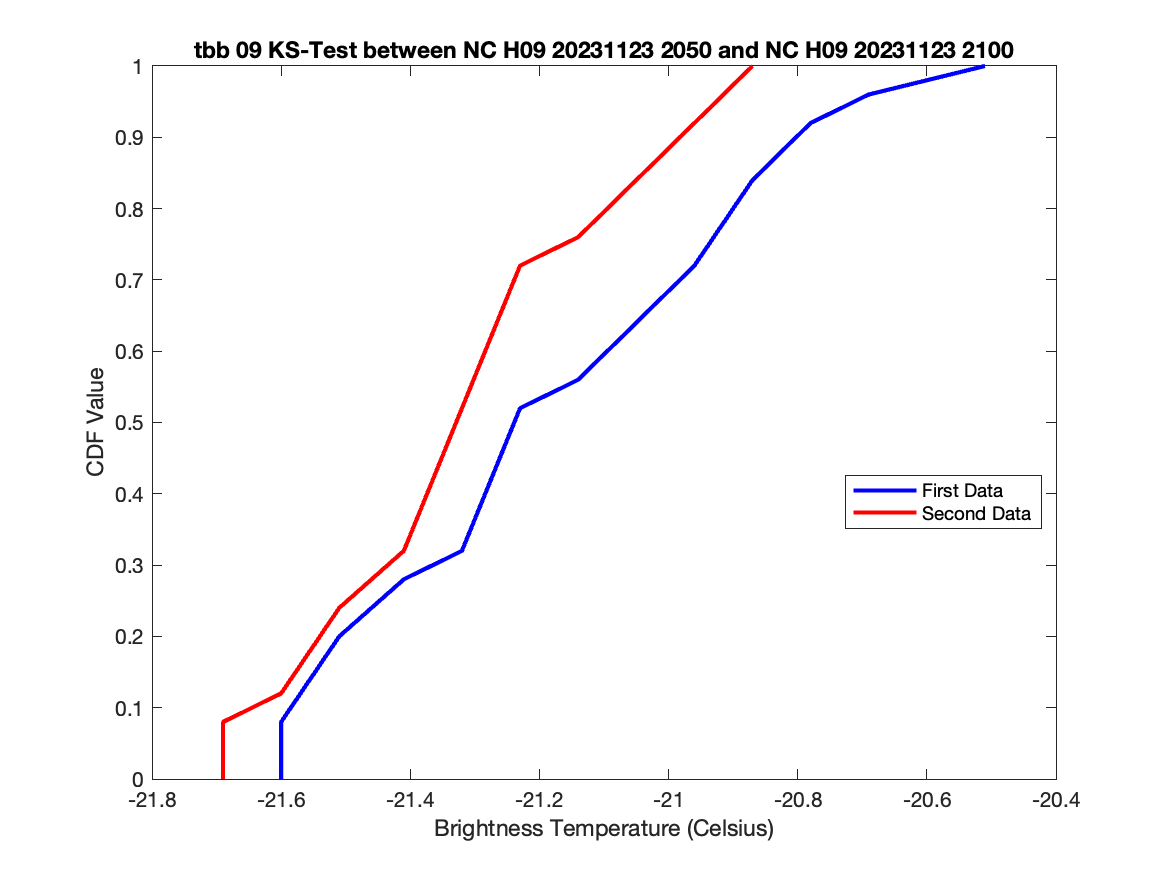 tbb 09 KS-Test between NC H09 20231123 2050 and NC H09 20231123 2100
1
0.9
0.8
0.7
0.6
0.5
0.4
0.3
0.2
0.1
0
CDF Value
First Data
Second Data
-21.8 -21.6 -21.4 -21.2 -21 -20.8 -20.6 -20.4
Brightness Temperature (Celsius)